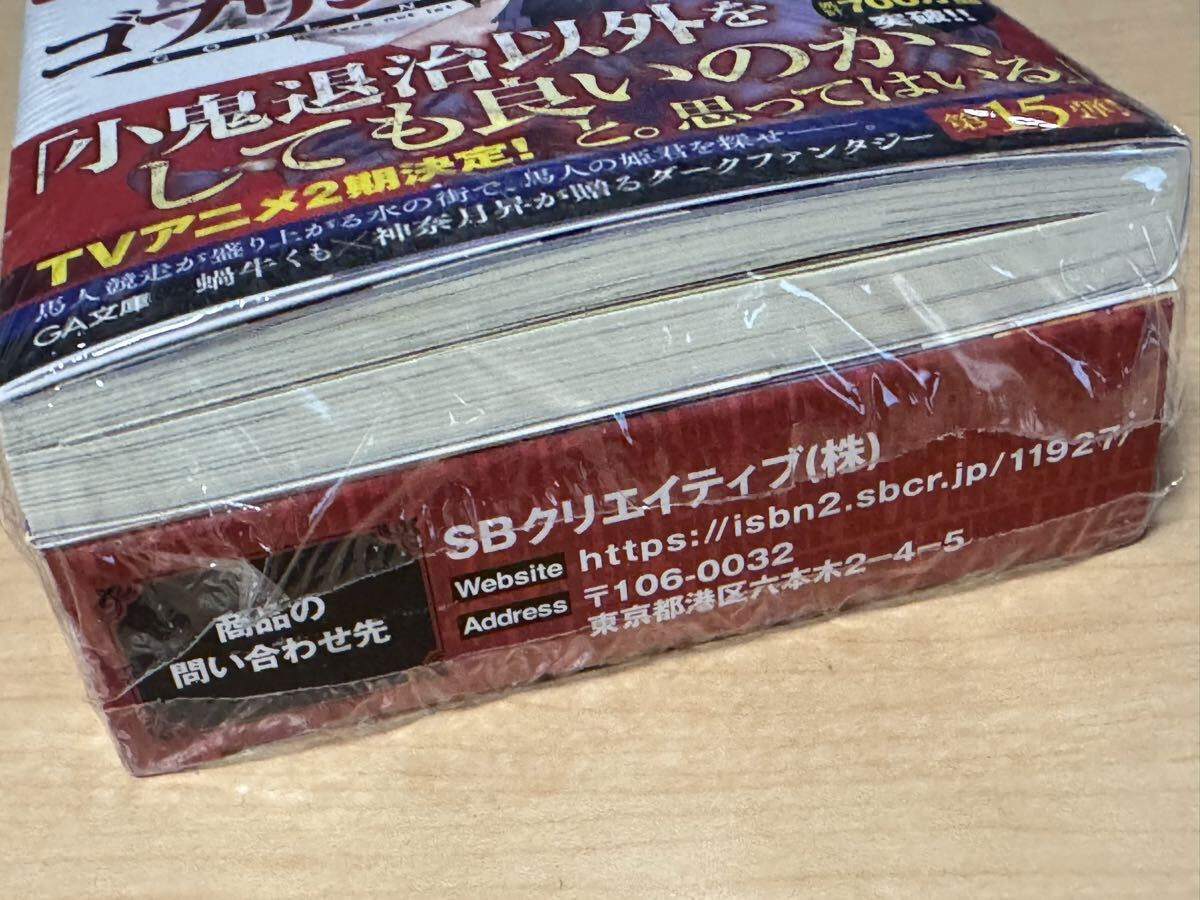 ゴブリン
700万部
突破!!
「小鬼退治以外を
しても良いのか、
と。思ってはいる」
TVアニメ2期決定!
第15弾!
馬人競走が盛り上がる水の街で、馬人の姫君を探せ――。
蝸牛くも×神奈月昇が贈るダークファンタジー
GA文庫
商品の
問い合わせ先
SBクリエイティブ(株)
Website
https://isbn2.sbcr.jp/11927/
Address
〒106-0032
東京都港区六本木2-4-5